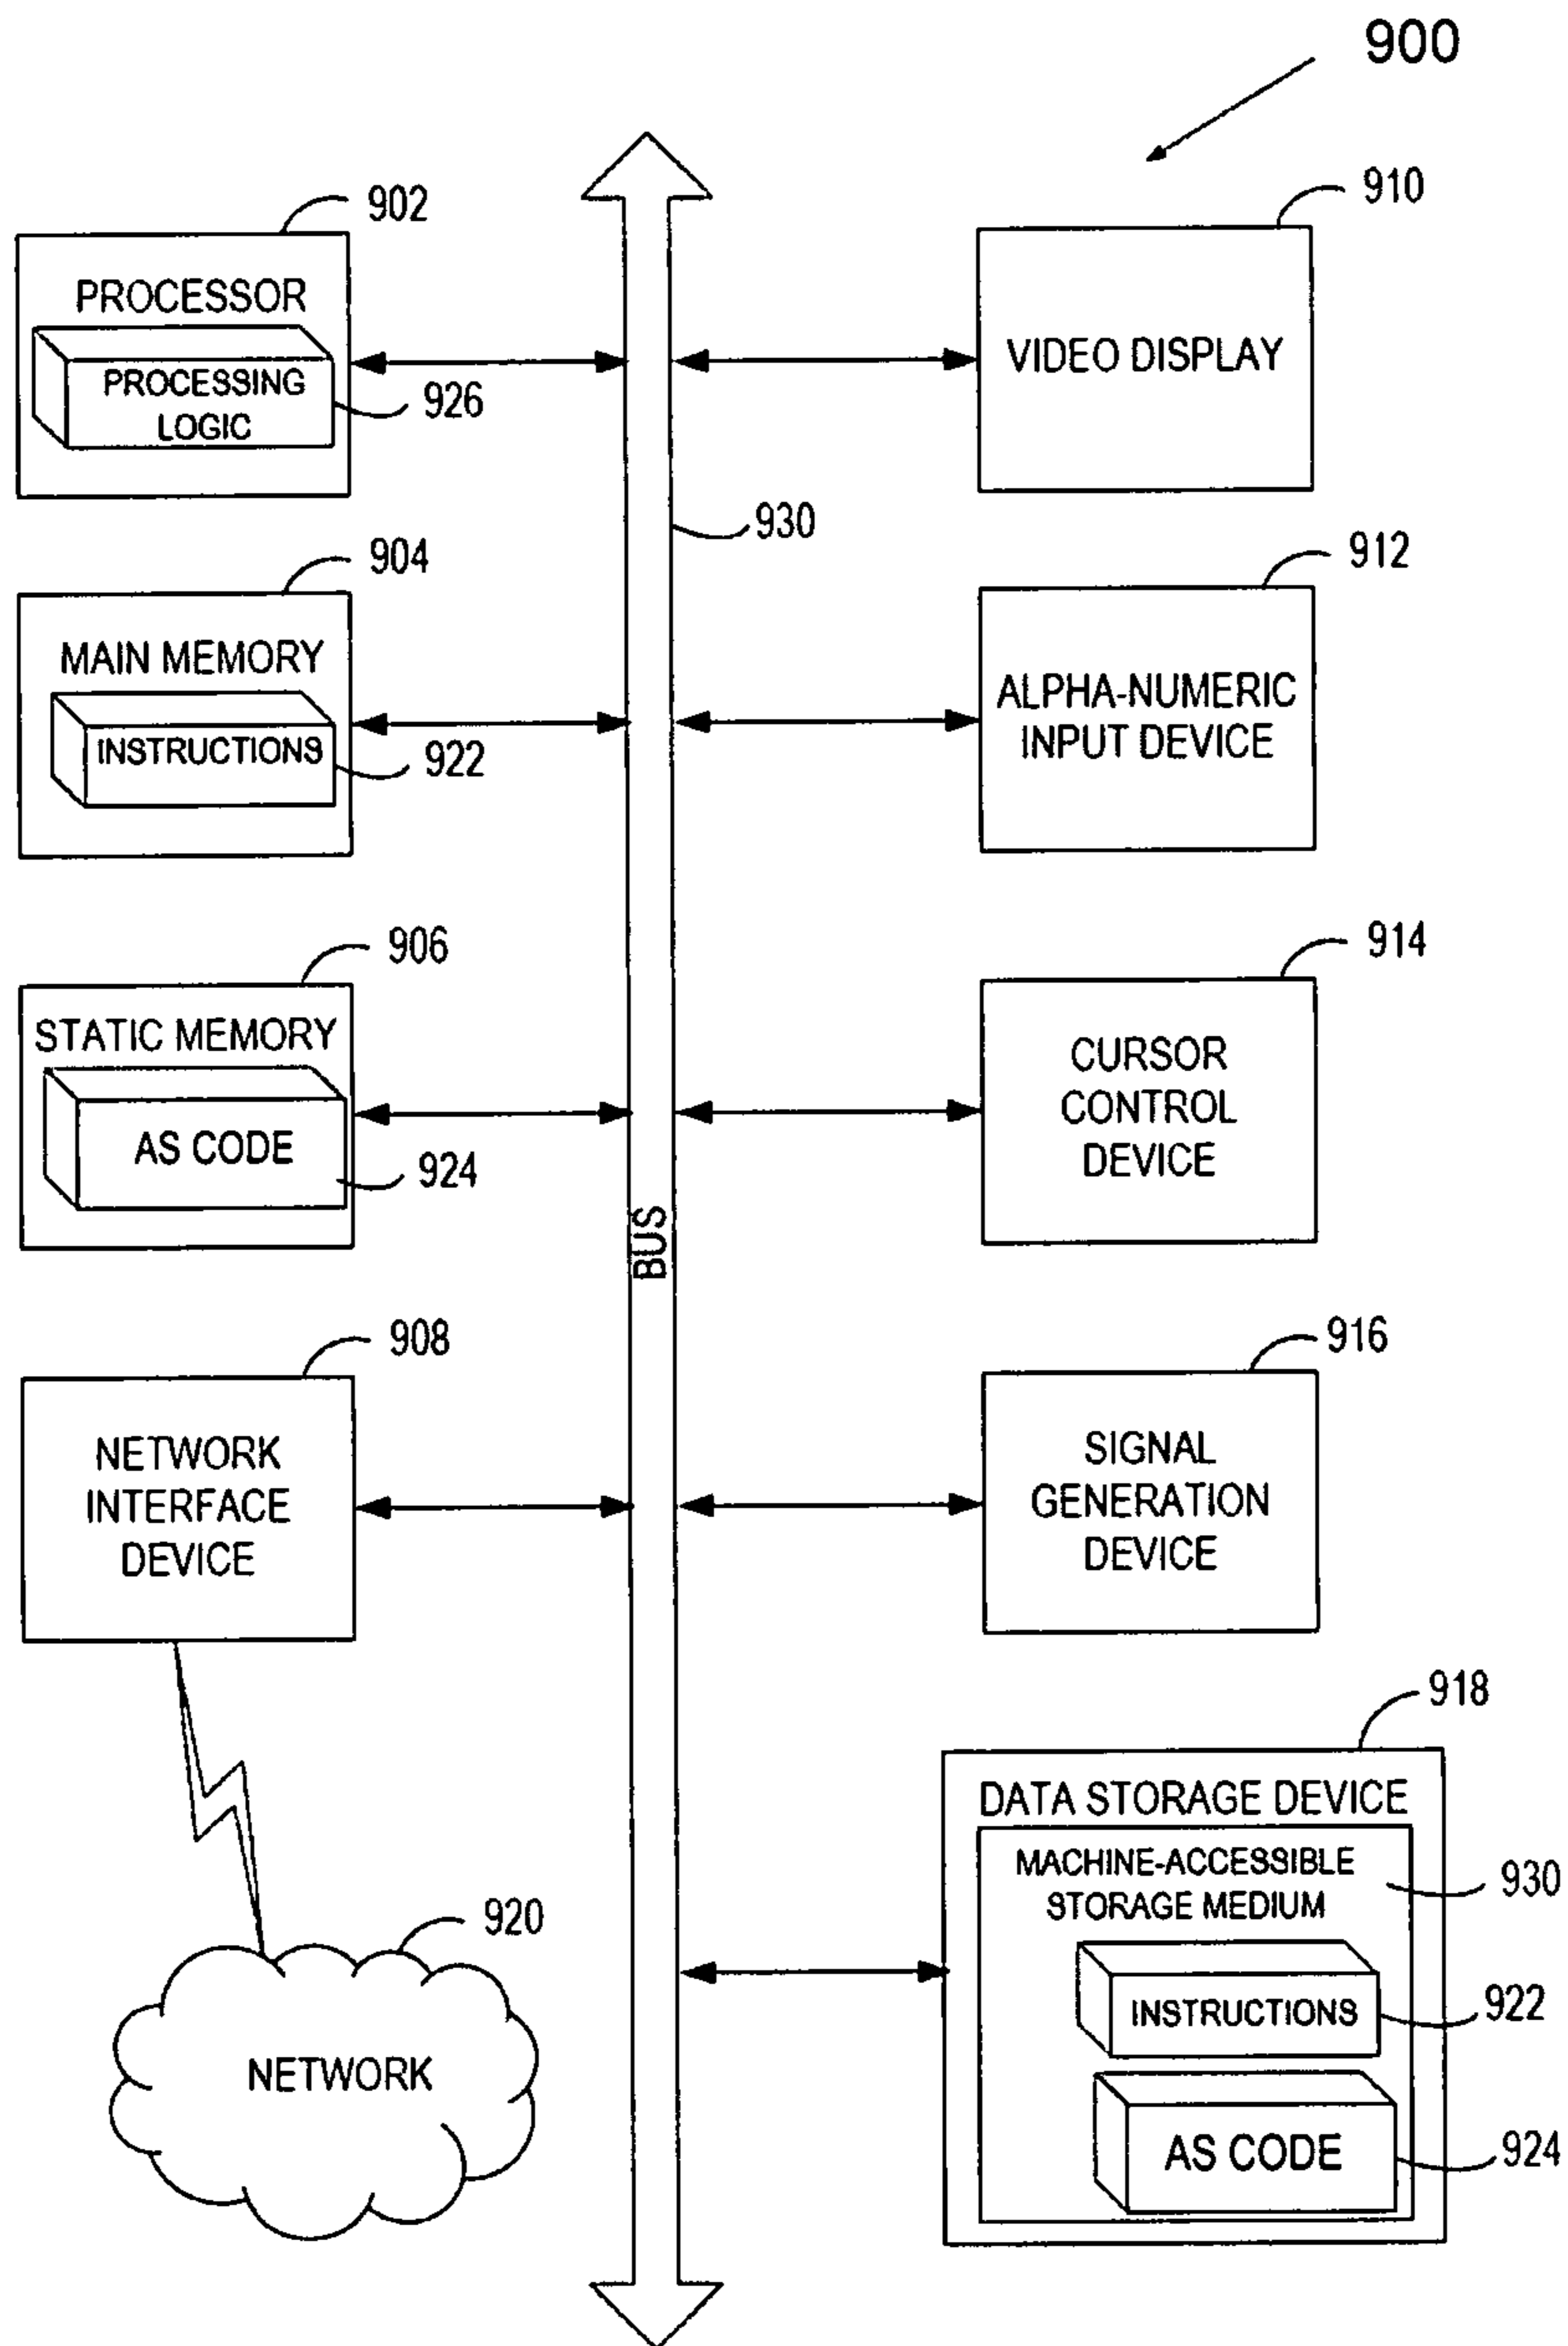 900
902
PROCESSOR
PROCESSING
LOGIC
926
910
VIDEO DISPLAY
930
904
MAIN MEMORY
INSTRUCTIONS
922
912
ALPHA-NUMERIC
INPUT DEVICE
906
STATIC MEMORY
AS CODE
924
914
CURSOR
CONTROL
DEVICE
BUS
908
NETWORK
INTERFACE
DEVICE
916
SIGNAL
GENERATION
DEVICE
920
NETWORK
918
DATA STORAGE DEVICE
MACHINE-ACCESSIBLE
STORAGE MEDIUM
930
INSTRUCTIONS
922
AS CODE
924